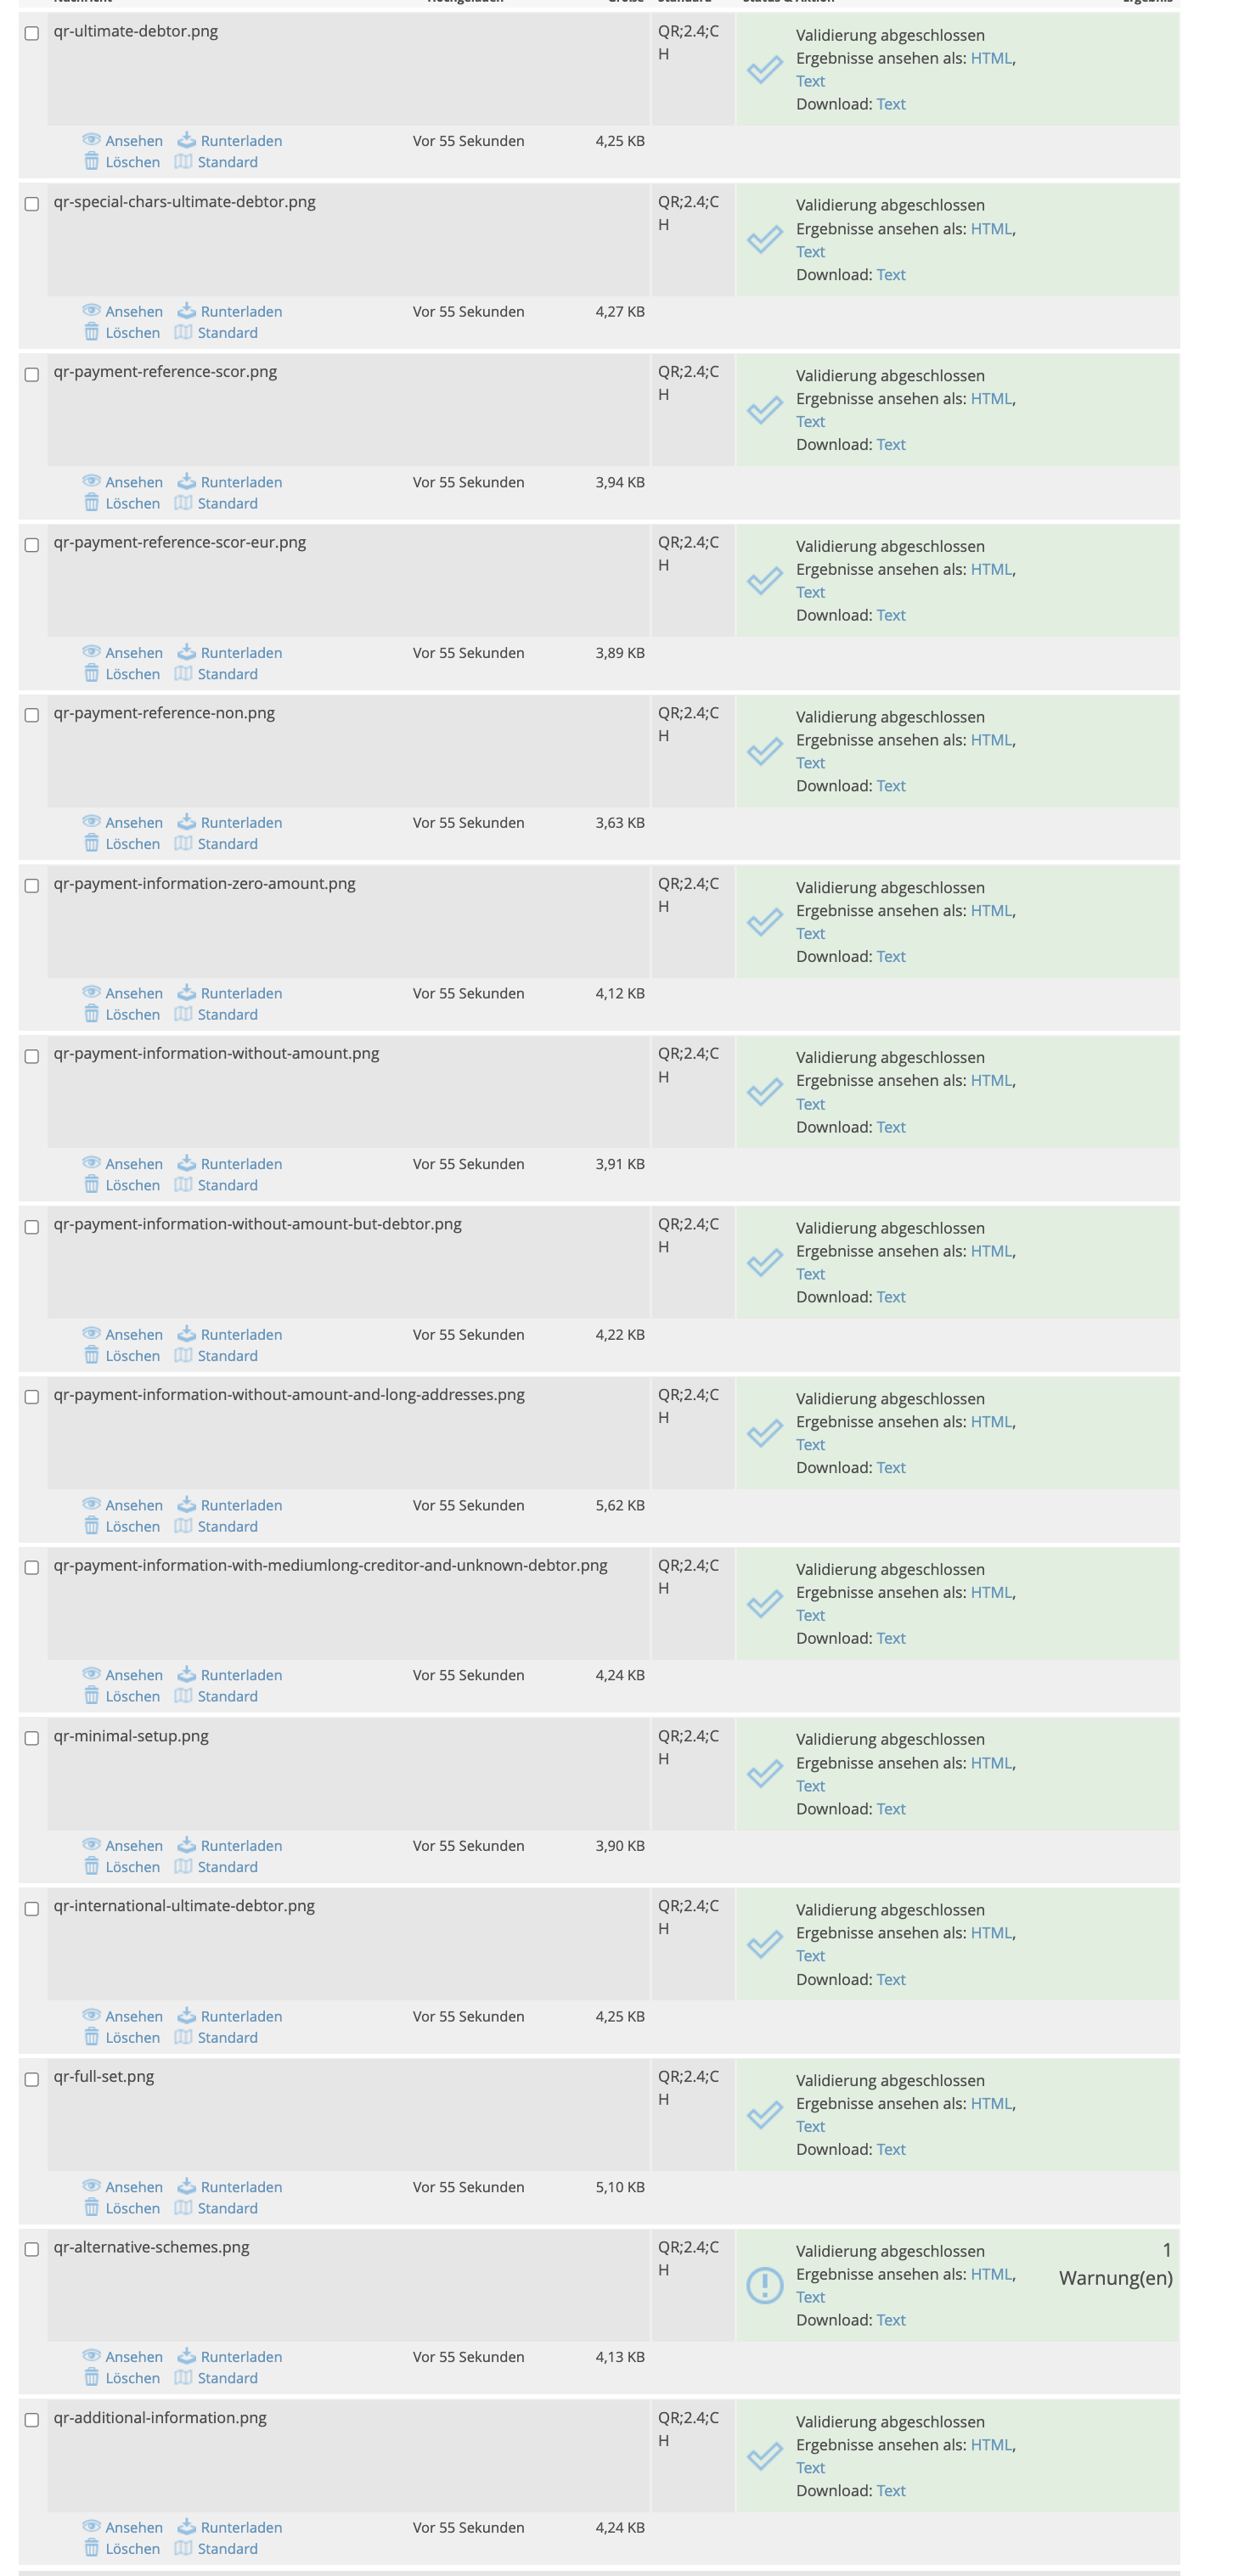 Nachricht Hochgeladen Größe Standard Status & Aktion Ergebnis
qr-ultimate-debtor.png QR;2.4;C Validierung abgeschlossen
H Ergebnisse ansehen als: HTML,
Text
Download: Text
Ansehen Runterladen Vor 55 Sekunden 4,25 KB
Löschen Standard
qr-special-chars-ultimate-debtor.png QR;2.4;C Validierung abgeschlossen
H Ergebnisse ansehen als: HTML,
Text
Download: Text
Ansehen Runterladen Vor 55 Sekunden 4,27 KB
Löschen Standard
qr-payment-reference-scor.png QR;2.4;C Validierung abgeschlossen
H Ergebnisse ansehen als: HTML,
Text
Download: Text
Ansehen Runterladen Vor 55 Sekunden 3,94 KB
Löschen Standard
qr-payment-reference-scor-eur.png QR;2.4;C Validierung abgeschlossen
H Ergebnisse ansehen als: HTML,
Text
Download: Text
Ansehen Runterladen Vor 55 Sekunden 3,89 KB
Löschen Standard
qr-payment-reference-non.png QR;2.4;C Validierung abgeschlossen
H Ergebnisse ansehen als: HTML,
Text
Download: Text
Ansehen Runterladen Vor 55 Sekunden 3,63 KB
Löschen Standard
qr-payment-information-zero-amount.png QR;2.4;C Validierung abgeschlossen
H Ergebnisse ansehen als: HTML,
Text
Download: Text
Ansehen Runterladen Vor 55 Sekunden 4,12 KB
Löschen Standard
qr-payment-information-without-amount.png QR;2.4;C Validierung abgeschlossen
H Ergebnisse ansehen als: HTML,
Text
Download: Text
Ansehen Runterladen Vor 55 Sekunden 3,91 KB
Löschen Standard
qr-payment-information-without-amount-but-debtor.png QR;2.4;C Validierung abgeschlossen
H Ergebnisse ansehen als: HTML,
Text
Download: Text
Ansehen Runterladen Vor 55 Sekunden 4,22 KB
Löschen Standard
qr-payment-information-without-amount-and-long-addresses.png QR;2.4;C Validierung abgeschlossen
H Ergebnisse ansehen als: HTML,
Text
Download: Text
Ansehen Runterladen Vor 55 Sekunden 5,62 KB
Löschen Standard
qr-payment-information-with-mediumlong-creditor-and-unknown-debtor.png QR;2.4;C Validierung abgeschlossen
H Ergebnisse ansehen als: HTML,
Text
Download: Text
Ansehen Runterladen Vor 55 Sekunden 4,24 KB
Löschen Standard
qr-minimal-setup.png QR;2.4;C Validierung abgeschlossen
H Ergebnisse ansehen als: HTML,
Text
Download: Text
Ansehen Runterladen Vor 55 Sekunden 3,90 KB
Löschen Standard
qr-international-ultimate-debtor.png QR;2.4;C Validierung abgeschlossen
H Ergebnisse ansehen als: HTML,
Text
Download: Text
Ansehen Runterladen Vor 55 Sekunden 4,25 KB
Löschen Standard
qr-full-set.png QR;2.4;C Validierung abgeschlossen
H Ergebnisse ansehen als: HTML,
Text
Download: Text
Ansehen Runterladen Vor 55 Sekunden 5,10 KB
Löschen Standard
qr-alternative-schemes.png QR;2.4;C Validierung abgeschlossen 1
H Ergebnisse ansehen als: HTML, Warnung(en)
Text
Download: Text
Ansehen Runterladen Vor 55 Sekunden 4,13 KB
Löschen Standard
qr-additional-information.png QR;2.4;C Validierung abgeschlossen
H Ergebnisse ansehen als: HTML,
Text
Download: Text
Ansehen Runterladen Vor 55 Sekunden 4,24 KB
Löschen Standard